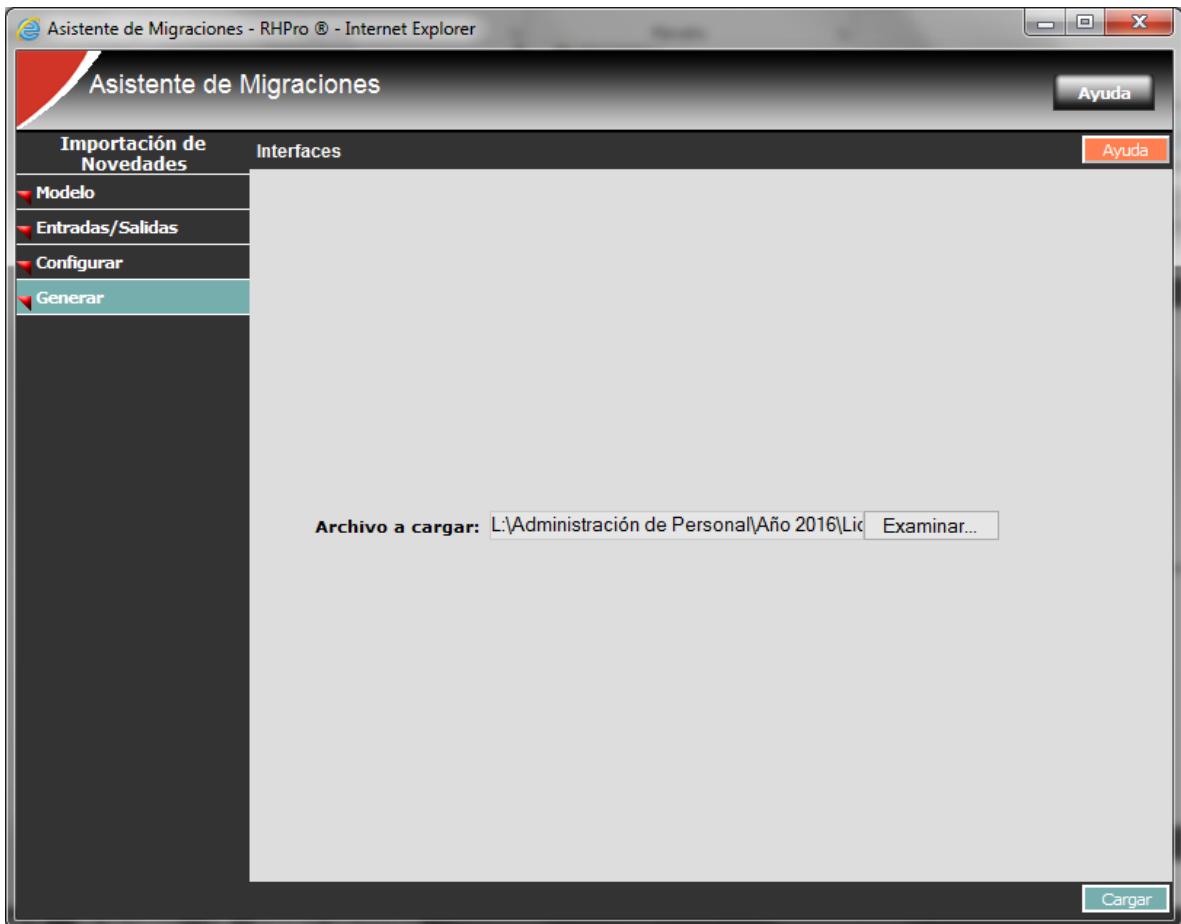 Asistente de Migraciones - RHPro ® - Internet Explorer
Asistente de Migraciones
Ayuda
Importación de
Novedades
Interfaces
Ayuda
Modelo
Entradas/Salidas
Configurar
Generar
Archivo a cargar: L:\Administración de Personal\Año 2016\Lic Examinar...
Cargar